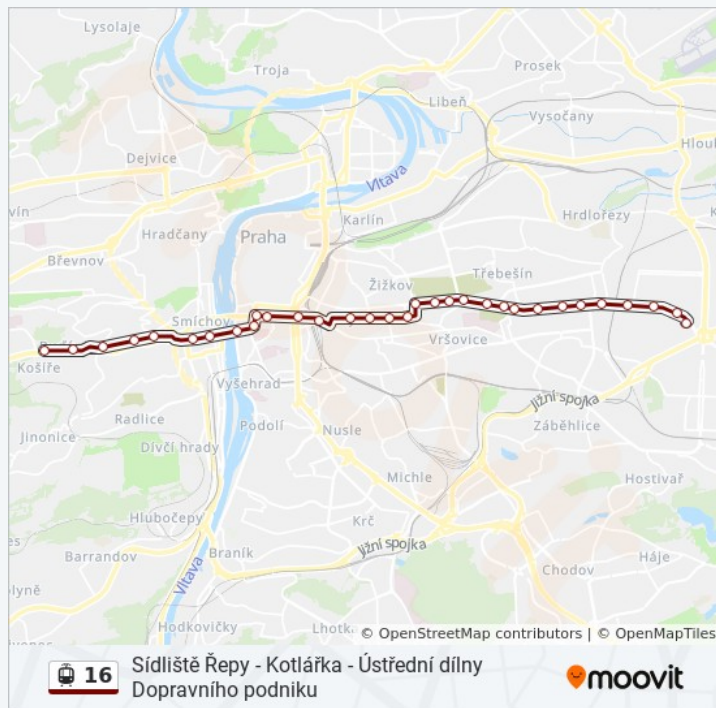 Lysolaje
Troja
Prosek
Libeň
Vysočany
Hlou
Dejvice
Vltava
Karlín
Hrdlořezy
vín
Hradčany
Praha
Břevnov
Žižkov
Třebešín
Smíchov
Košíře
Vršovice
Vyšehrad
Radlice
Podolí
Jižní spojka
Jinonice
Dívčí hrady
Nusle
Záběhlice
Michle
Hostivař
Hlubočepy
Krč
Barrandov
Braník
Jižní spojka
Háje
Chodov
Vltava
olyně
Hodkovičky
Lhotka
© OpenStreetMap contributors | © OpenMapTiles
16
Sídliště Řepy - Kotlářka - Ústřední dílny
Dopravního podniku
moovit